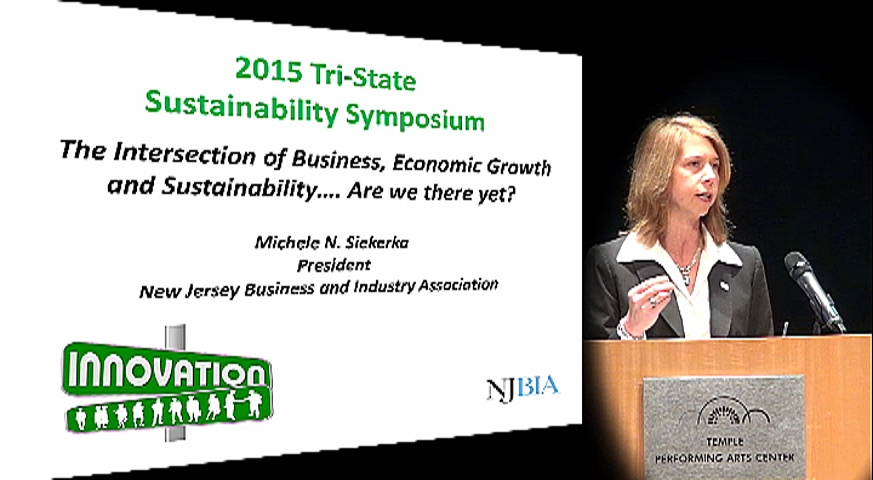 2015 Tri-State
Sustainability Symposium
The Intersection of Business, Economic Growth
and Sustainability.... Are we there yet?
Michele N. Siekerka
President
New Jersey Business and Industry Association
INNOVATION
NJBIA
TEMPLE
PERFORMING ARTS CENTER